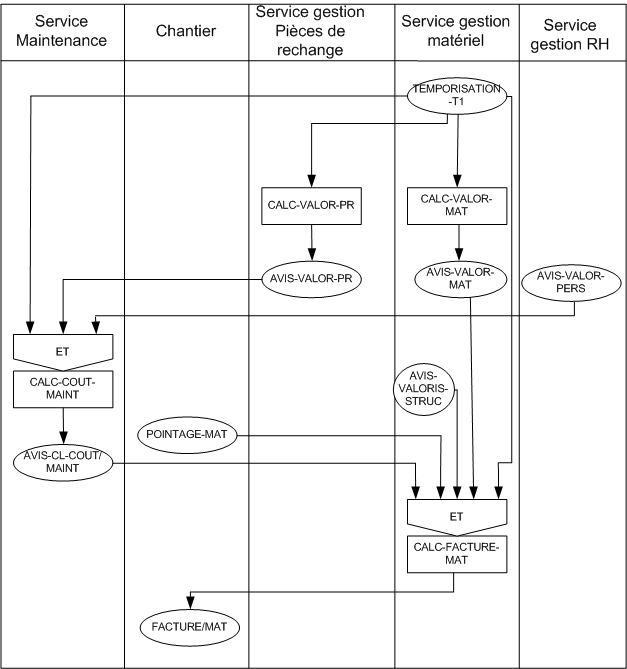 Service
Maintenance
Chantier
Service gestion
Pièces de
rechange
Service gestion
matériel
Service
gestion RH
TEMPORISATION
-T1
CALC-VALOR-PR
CALC-VALOR-
MAT
AVIS-VALOR-PR
AVIS-VALOR-
MAT
AVIS-VALOR-
PERS
ET
CALC-COUT-
MAINT
AVIS-
VALORIS-
STRUC
POINTAGE-MAT
AVIS-CL-COUT/
MAINT
ET
CALC-FACTURE-
MAT
FACTURE/MAT